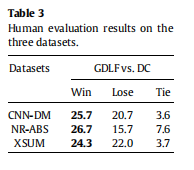 Table 3
Human evaluation results on the
three datasets.
Datasets GDLF vs. DC
Win Lose Tie
CNN-DM 25.7 20.7 3.6
NR-ABS 26.7 15.7 7.6
XSUM 24.3 22.0 3.7